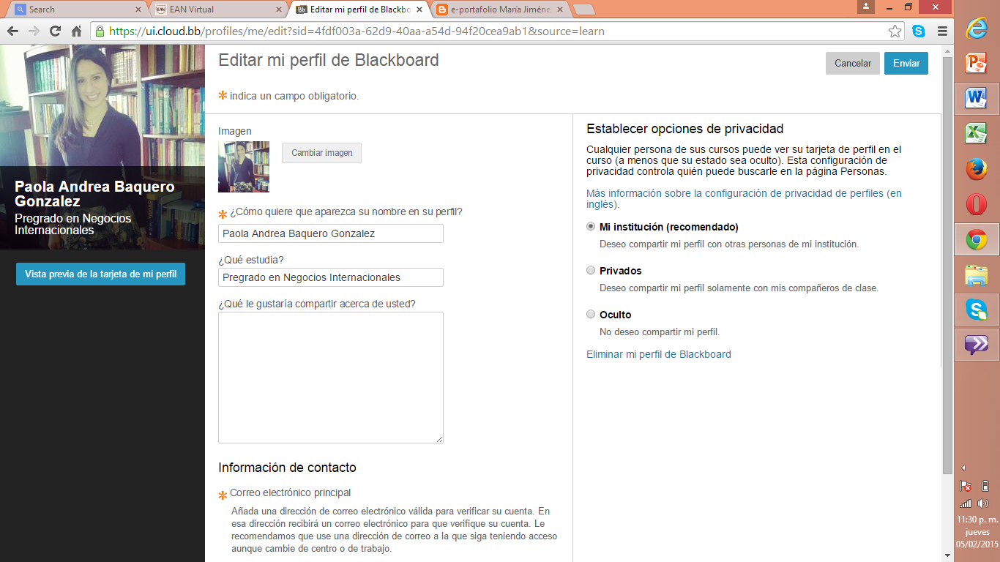 Search
EAN Virtual
Editar mi perfil de Blackbo
e-portafolio María Jiméne
https://ui.cloud.bb/profiles/me/edit?sid=4fdf003a-62d9-40aa-a54d-94f20cea9ab1&source=learn
Paola Andrea Baquero
Gonzalez
Pregrado en Negocios
Internacionales
Vista previa de la tarjeta de mi perfil
Editar mi perfil de Blackboard
Cancelar
Enviar
* indica un campo obligatorio.
Imagen
Cambiar imagen
* ¿Cómo quiere que aparezca su nombre en su perfil?
Paola Andrea Baquero Gonzalez
¿Qué estudia?
Pregrado en Negocios Internacionales
¿Qué le gustaría compartir acerca de usted?
Información de contacto
* Correo electrónico principal
Añada una dirección de correo electrónico válida para verificar su cuenta. En
esa dirección recibirá un correo electrónico para que verifique su cuenta. Le
recomendamos que use una dirección de correo a la que siga teniendo acceso
aunque cambie de centro o de trabajo.
Establecer opciones de privacidad
Cualquier persona de sus cursos puede ver su tarjeta de perfil en el
curso (a menos que su estado sea oculto). Esta configuración de
privacidad controla quién puede buscarle en la página Personas.
Más información sobre la configuración de privacidad de perfiles (en
inglés).
Mi institución (recomendado)
Deseo compartir mi perfil con otras personas de mi institución.
Privados
Deseo compartir mi perfil solamente con mis compañeros de clase.
Oculto
No deseo compartir mi perfil.
Eliminar mi perfil de Blackboard
11:30 p. m.
jueves
05/02/2015